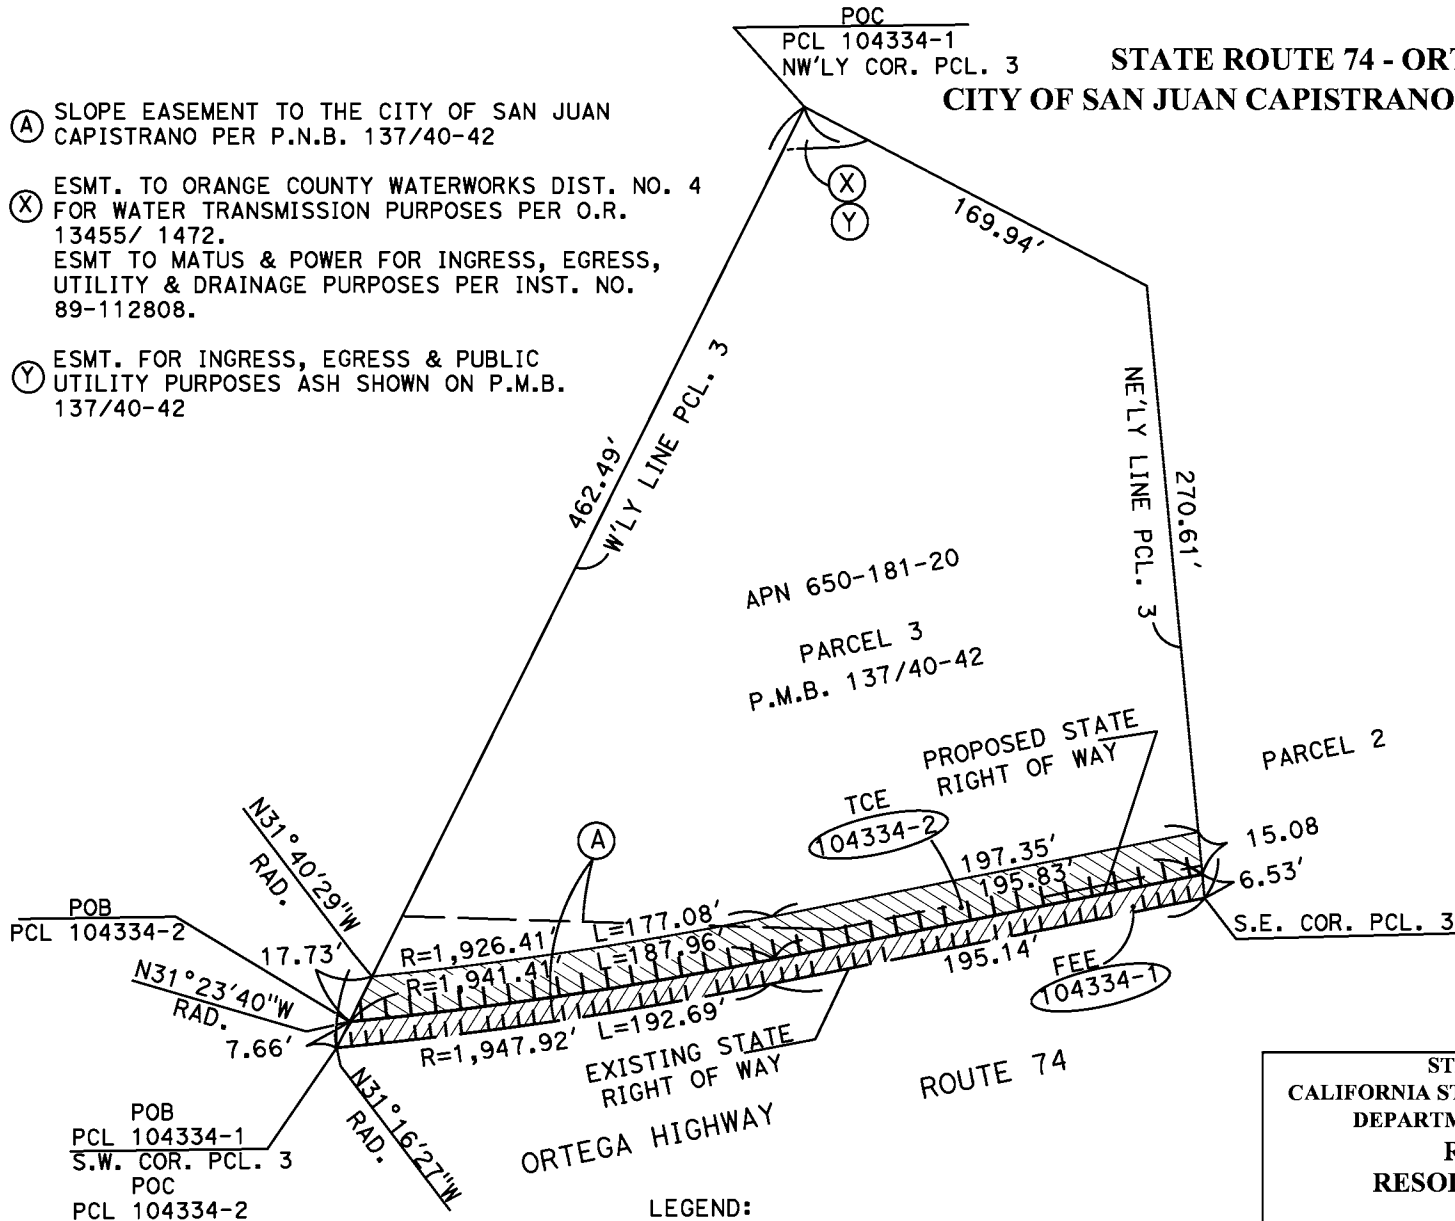 POC
PCL 104334-1
NW'LY COR. PCL. 3
STATE ROUTE 74 - ORT
CITY OF SAN JUAN CAPISTRANO
A
SLOPE EASEMENT TO THE CITY OF SAN JUAN
CAPISTRANO PER P.N.B. 137/40-42
X
ESMT. TO ORANGE COUNTY WATERWORKS DIST. NO. 4
FOR WATER TRANSMISSION PURPOSES PER O.R.
13455/ 1472.
ESMT TO MATUS & POWER FOR INGRESS, EGRESS,
UTILITY & DRAINAGE PURPOSES PER INST. NO.
89-112808.
Y
ESMT. FOR INGRESS, EGRESS & PUBLIC
UTILITY PURPOSES ASH SHOWN ON P.M.B.
137/40-42
X
Y
169.94'
462.49'
W'LY LINE PCL. 3
NE'LY LINE PCL. 3
270.61'
APN 650-181-20
PARCEL 3
P.M.B. 137/40-42
PROPOSED STATE
RIGHT OF WAY
PARCEL 2
TCE
104334-2
A
N31°40'29"W
RAD.
197.35'
195.83'
15.08
6.53'
S.E. COR. PCL. 3
POB
PCL 104334-2
17.73'
R=1,926.41'
L=177.08'
R=1,941.41'
L=187.96'
195.14'
FEE
104334-1
N31°23'40"W
RAD.
7.66'
R=1,947.92'
L=192.69'
EXISTING STATE
RIGHT OF WAY
ROUTE 74
ORTEGA HIGHWAY
N31°16'27"W
RAD.
POB
PCL 104334-1
S.W. COR. PCL. 3
POC
PCL 104334-2
LEGEND:
ST
CALIFORNIA ST
DEPARTM
R
RESO